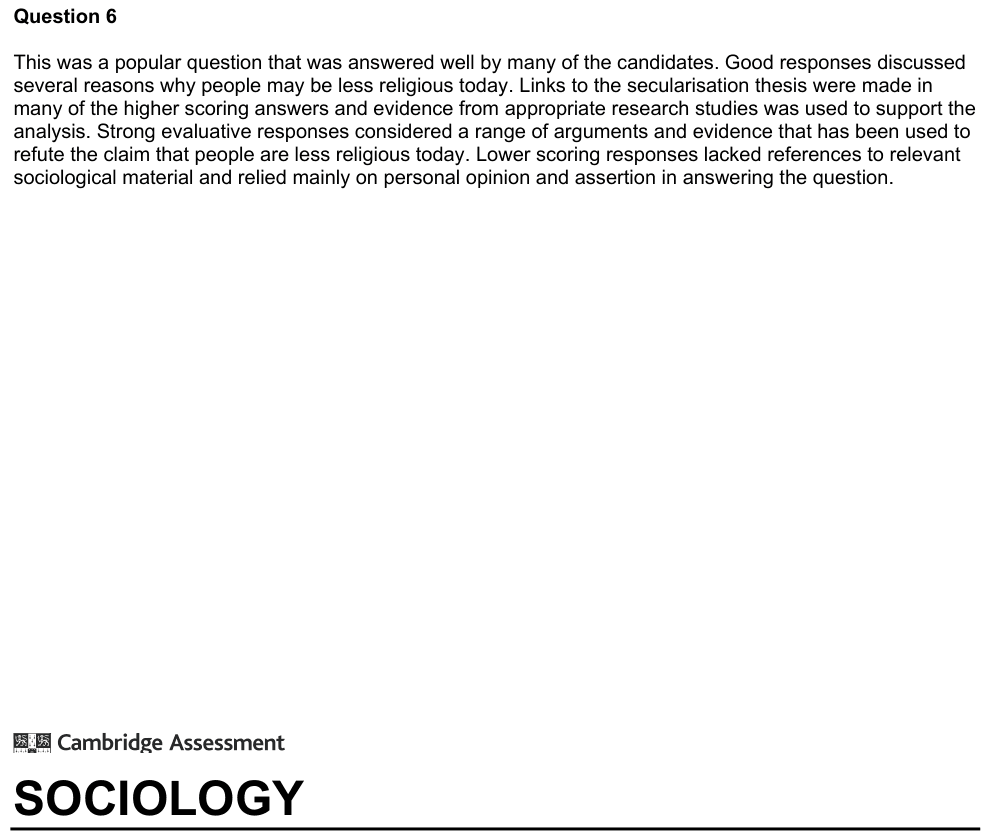 Question 6
This was a popular question that was answered well by many of the candidates. Good responses discussed
several reasons why people may be less religious today. Links to the secularisation thesis were made in
many of the higher scoring answers and evidence from appropriate research studies was used to support the
analysis. Strong evaluative responses considered a range of arguments and evidence that has been used to
refute the claim that people are less religious today. Lower scoring responses lacked references to relevant
sociological material and relied mainly on personal opinion and assertion in answering the question.
Cambridge Assessment
SOCIOLOGY